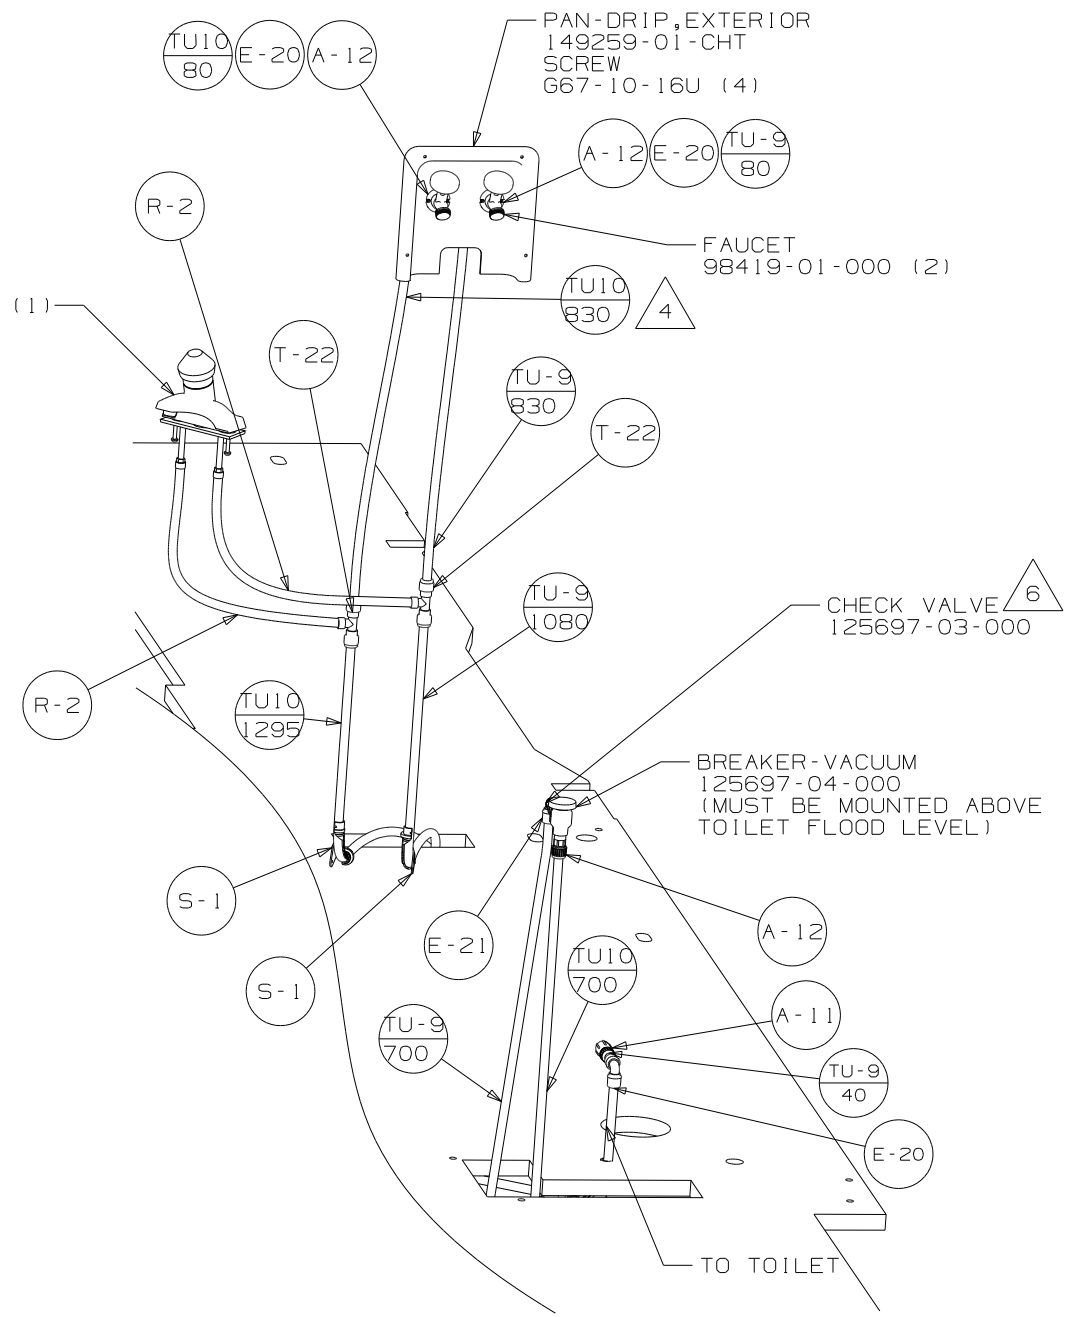 PAN-DRIP,EXTERIOR
149259-01-CHT
SCREW
G67-10-16U (4)
TU10
80
E-20
A-12
A-12
E-20
TU-9
80
R-2
FAUCET
98419-01-000 (2)
TU10
830
4
(1)
T-22
TU-9
830
T-22
TU-9
1080
CHECK VALVE
125697-03-000
6
R-2
TU10
1295
BREAKER-VACUUM
125697-04-000
(MUST BE MOUNTED ABOVE
TOILET FLOOD LEVEL)
S-1
E-21
A-12
S-1
TU10
700
TU-9
700
A-11
TU-9
40
E-20
TO TOILET